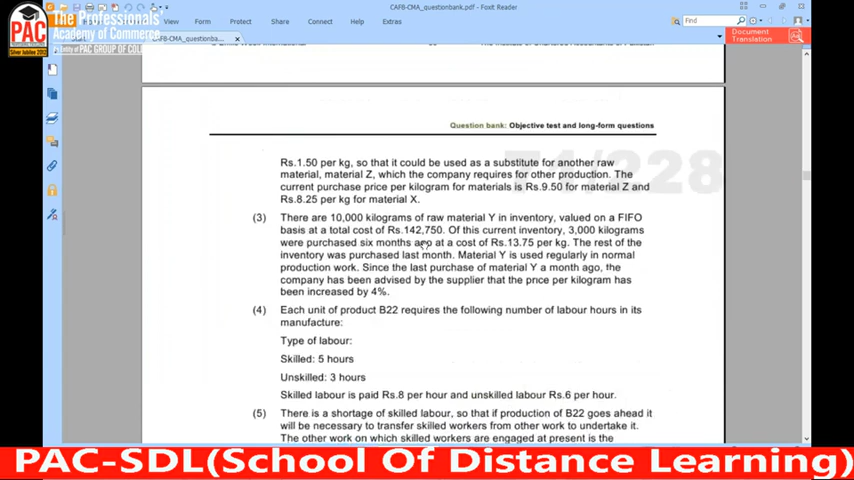 CAF8-CMA_questionbank.pdf - Foxit Reader
PAC
Silver Jubilee 2012
The Professionals
Academy of Commerce
View
Form
Protect
Share
Connect
Help
Extras
Find
CAF8-CMA_questionba...
Document
Translation
Question bank: Objective test and long-form questions
71/228
Rs.1.50 per kg, so that it could be used as a substitute for another raw
material, material Z, which the company requires for other production. The
current purchase price per kilogram for materials is Rs.9.50 for material Z and
Rs.8.25 per kg for material X.
(3) There are 10,000 kilograms of raw material Y in inventory, valued on a FIFO
basis at a total cost of Rs.142,750. Of this current inventory, 3,000 kilograms
were purchased six months ago at a cost of Rs.13.75 per kg. The rest of the
inventory was purchased last month. Material Y is used regularly in normal
production work. Since the last purchase of material Y a month ago, the
company has been advised by the supplier that the price per kilogram has
been increased by 4%.
(4) Each unit of product B22 requires the following number of labour hours in its
manufacture:
Type of labour:
Skilled: 5 hours
Unskilled: 3 hours
Skilled labour is paid Rs.8 per hour and unskilled labour Rs.6 per hour.
(5) There is a shortage of skilled labour, so that if production of B22 goes ahead it
will be necessary to transfer skilled workers from other work to undertake it.
The other work on which skilled workers are engaged at present is the
PAC-SDL(School Of Distance Learning)